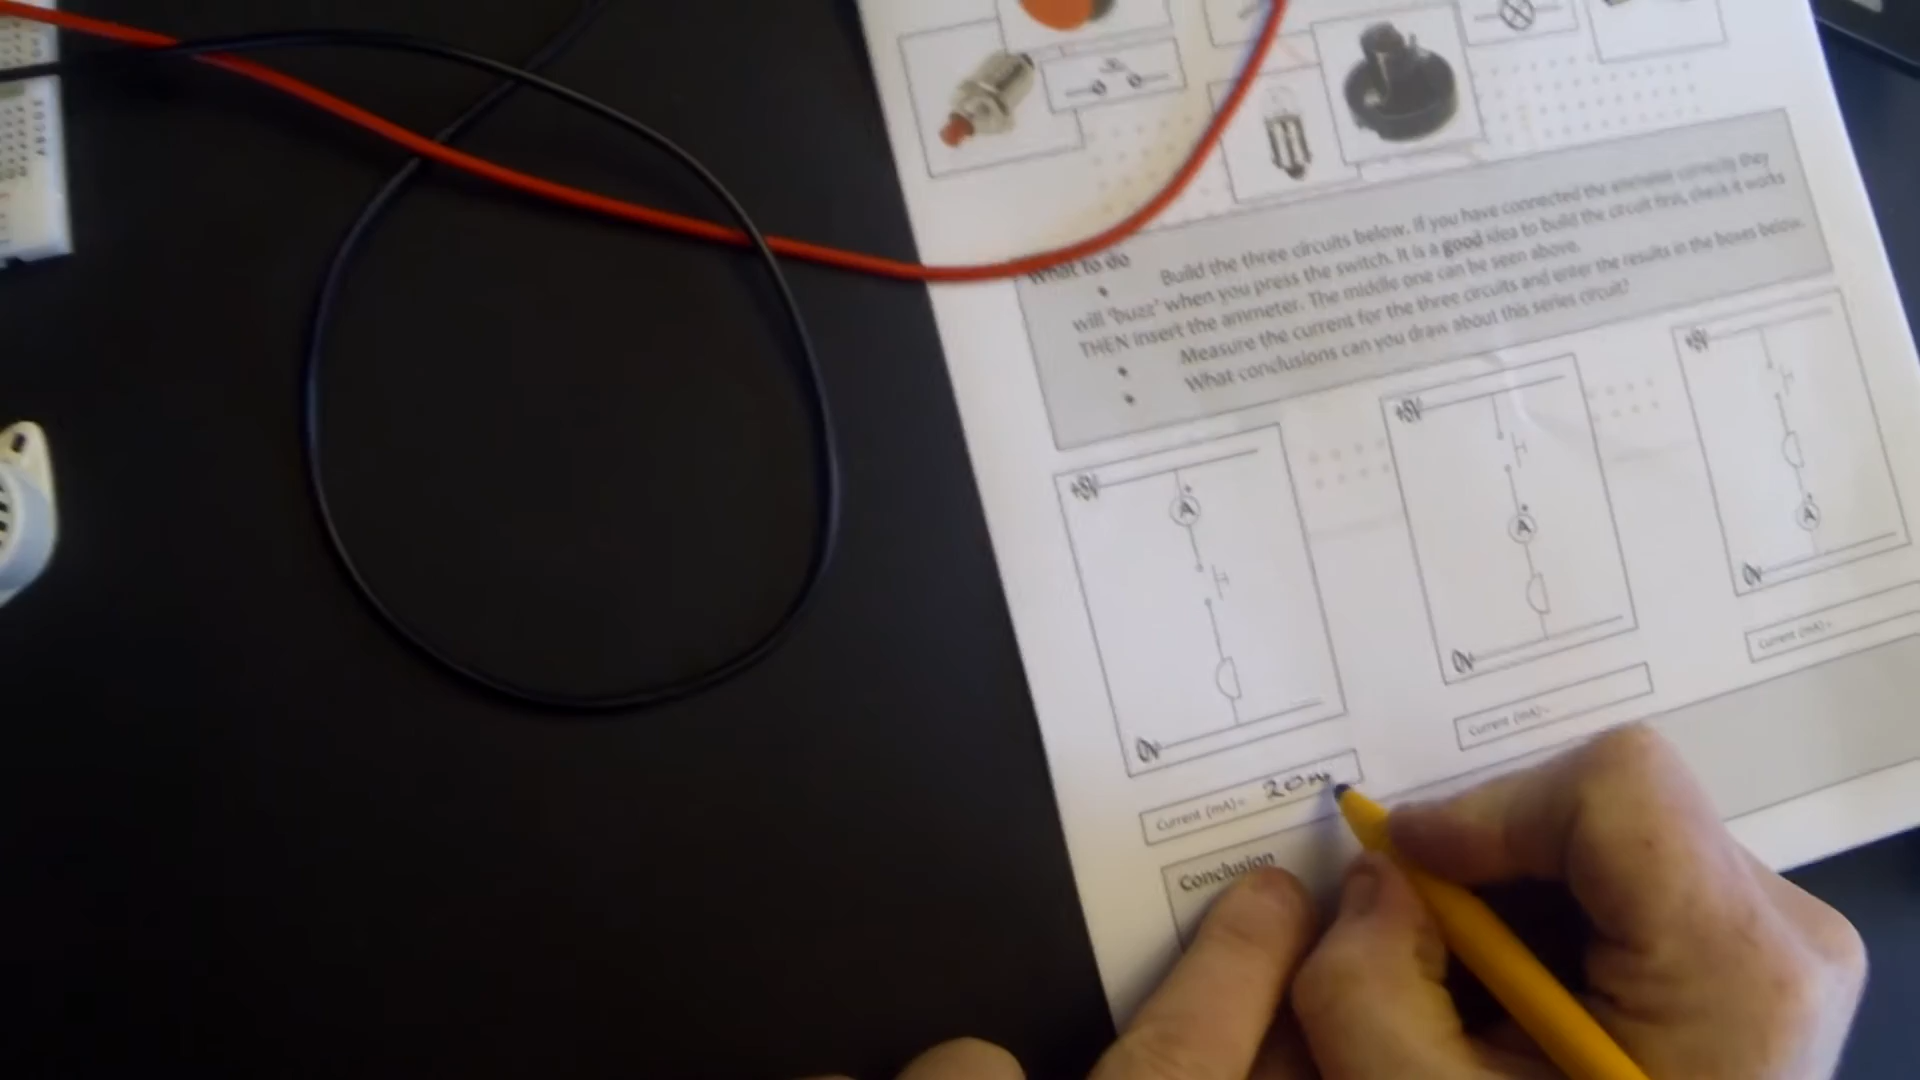 What to do
• Build the three circuits below. If you have connected the ammeter correctly they
will 'buzz' when you press the switch. It is a good idea to build the circuit first, check it works
THEN insert the ammeter. The middle one can be seen above.
• Measure the current for the three circuits and enter the results in the boxes below.
• What conclusions can you draw about this series circuit?
+5V
A
0V
+5V
A
0V
+5V
A
0V
Current (mA)= 20m
Current (mA)=
Current (mA)=
Conclusion